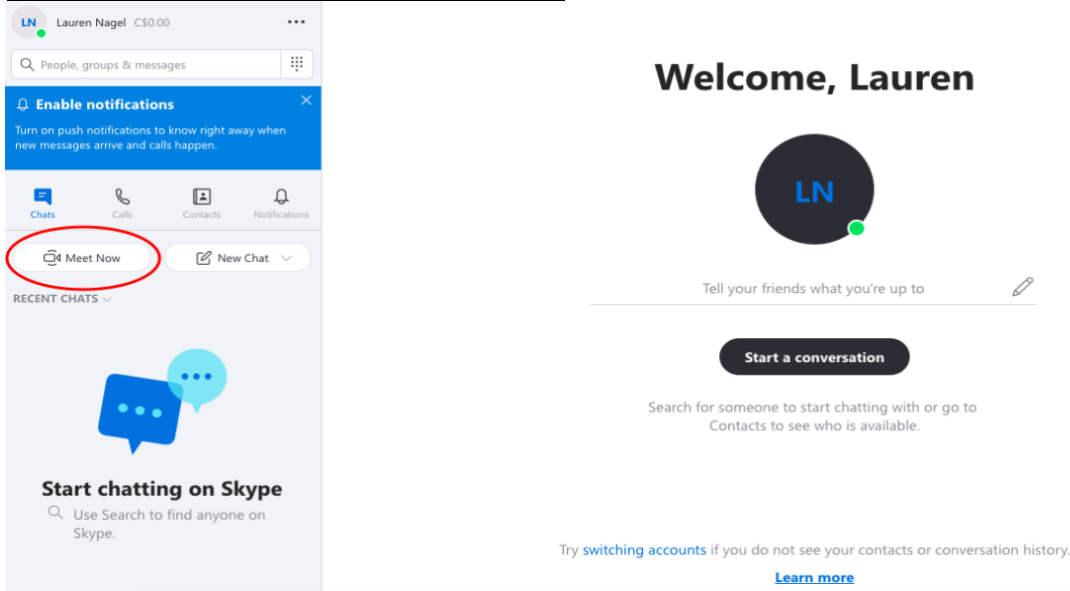 LN Lauren Nagel C$0.00
People, groups & messages
Enable notifications
Turn on push notifications to know right away when
new messages arrive and calls happen.
Chats Calls Contacts Notifications
Meet Now New Chat
RECENT CHATS
Start chatting on Skype
Use Search to find anyone on
Skype.
Welcome, Lauren
LN
Tell your friends what you're up to
Start a conversation
Search for someone to start chatting with or go to
Contacts to see who is available.
Try switching accounts if you do not see your contacts or conversation history.
Learn more